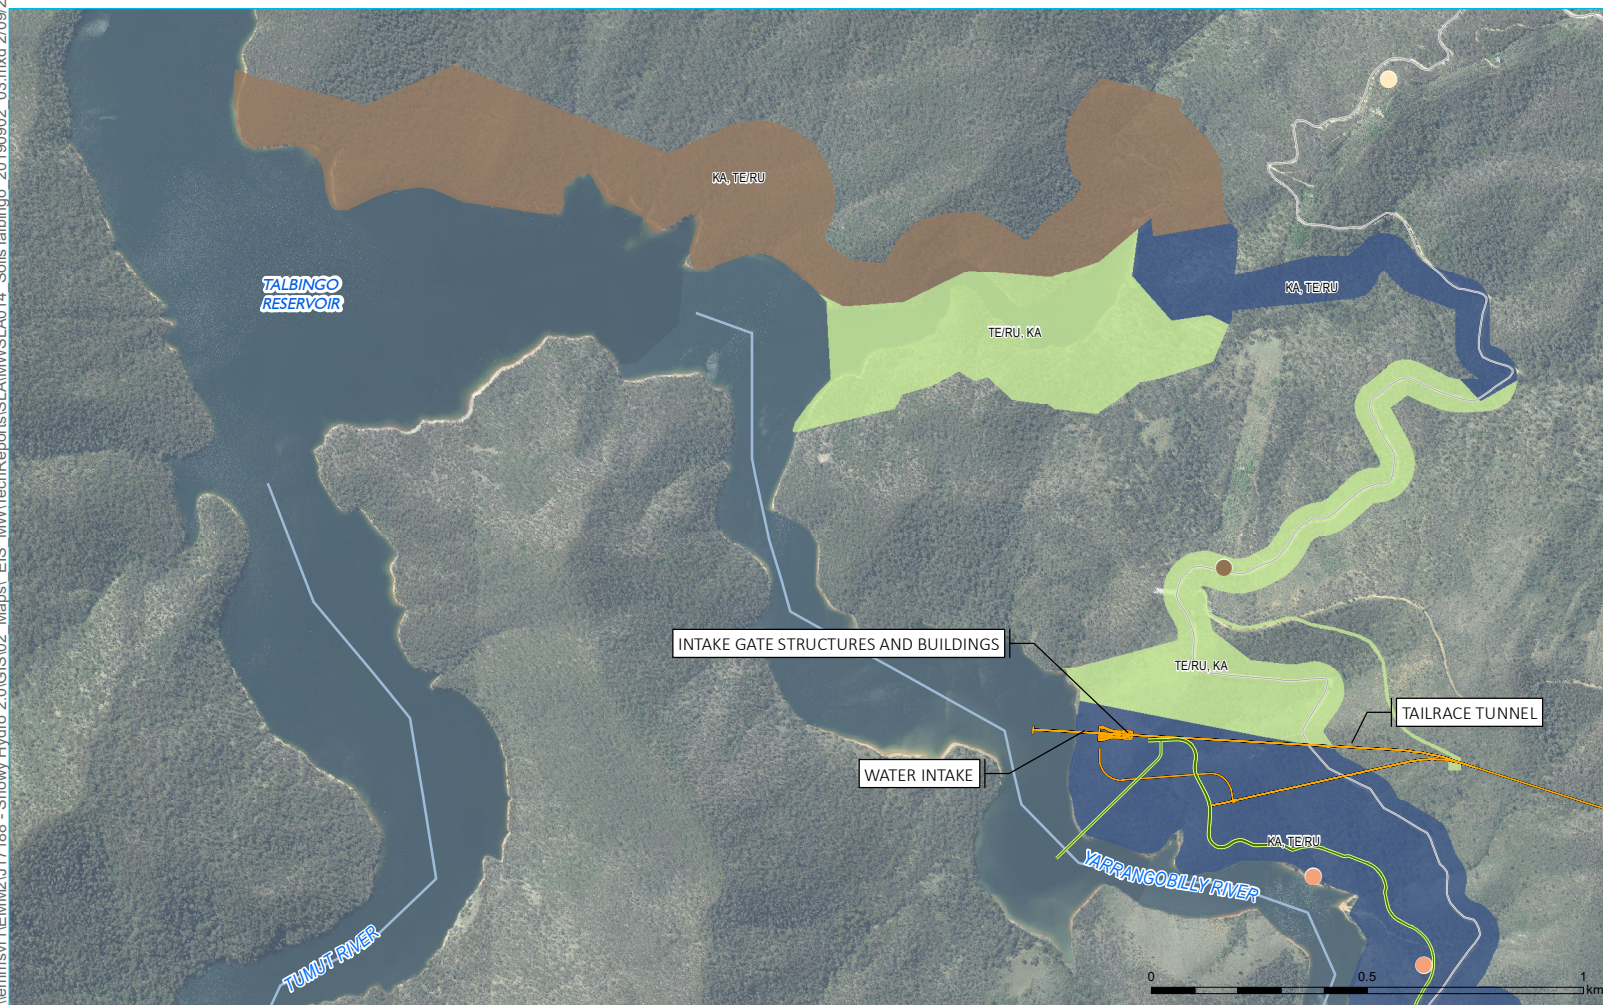 KA, TE/RU
TALBINGO
RESERVOIR
KA, TE/RU
TE/RU, KA
INTAKE GATE STRUCTURES AND BUILDINGS
TE/RU, KA
TAILRACE TUNNEL
WATER INTAKE
KA, TE/RU
YARRANGOBILLY RIVER
TUMUT RIVER
0 0.5 1
km